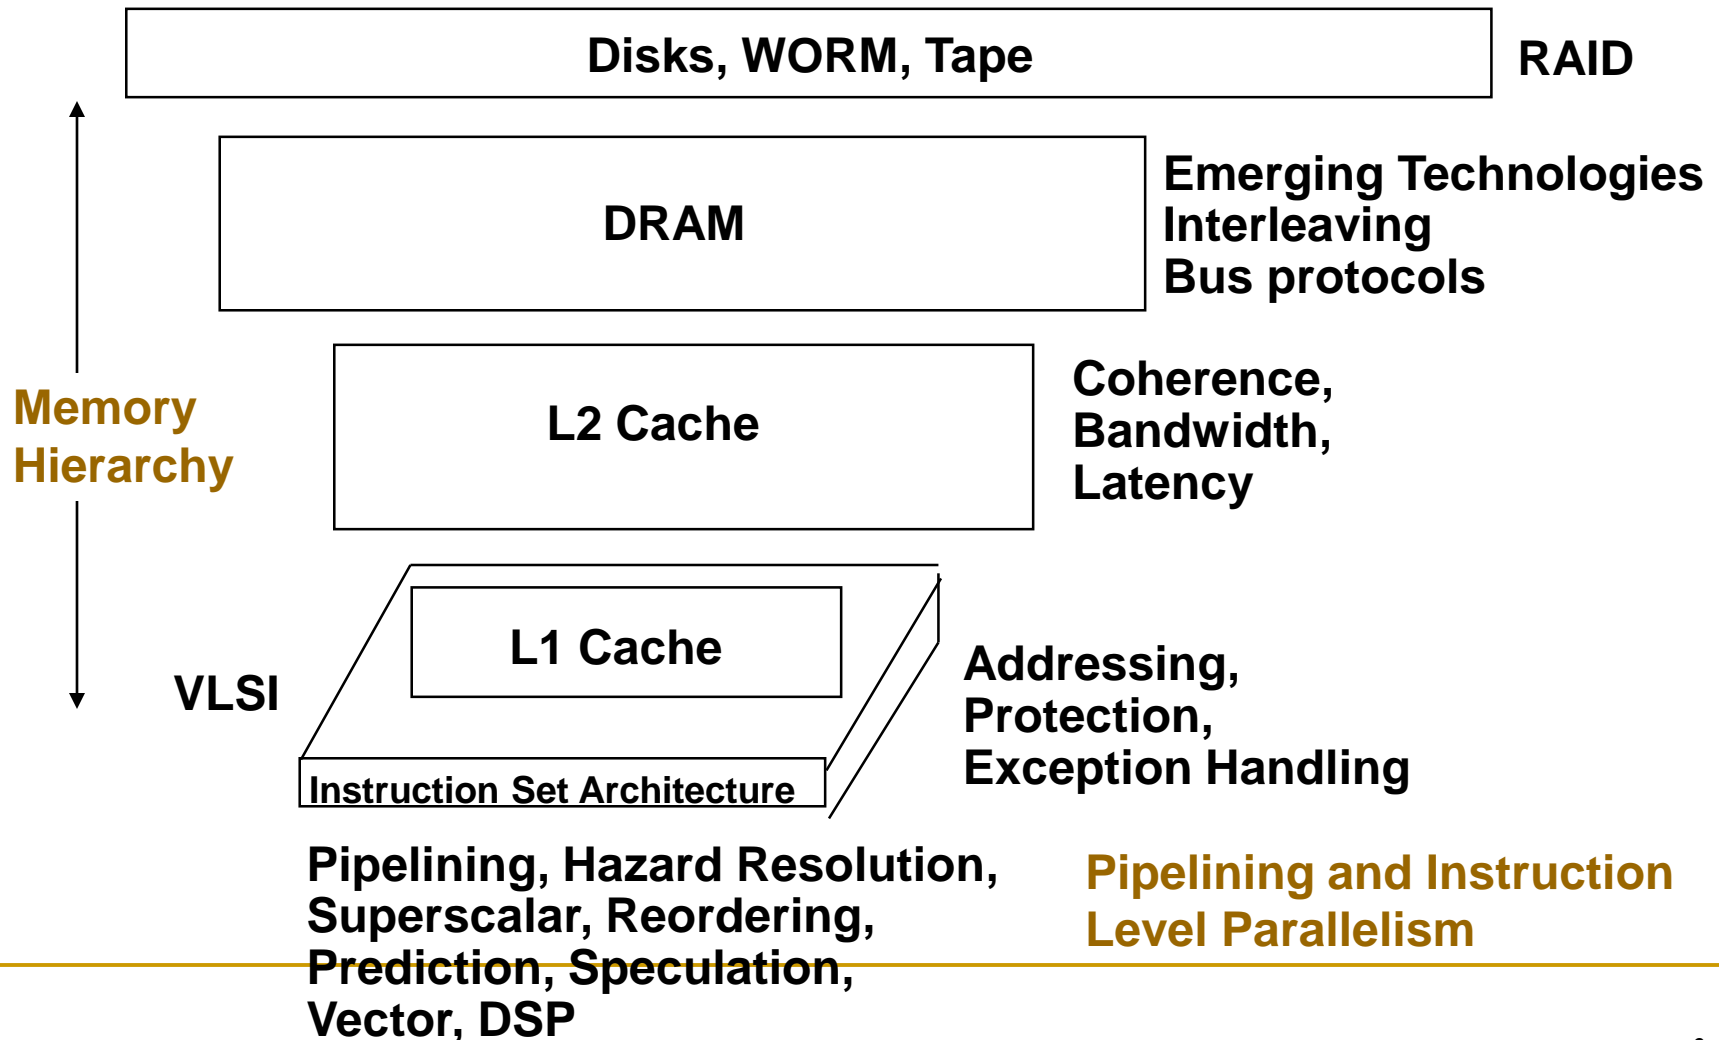 Disks, WORM, Tape
RAID
Emerging Technologies
Interleaving
Bus protocols
DRAM
Coherence,
Bandwidth,
Latency
L2 Cache
Memory
Hierarchy
L1 Cache
VLSI
Addressing,
Protection,
Exception Handling
Instruction Set Architecture
Pipelining, Hazard Resolution,
Superscalar, Reordering,
Prediction, Speculation,
Vector, DSP
Pipelining and Instruction
Level Parallelism